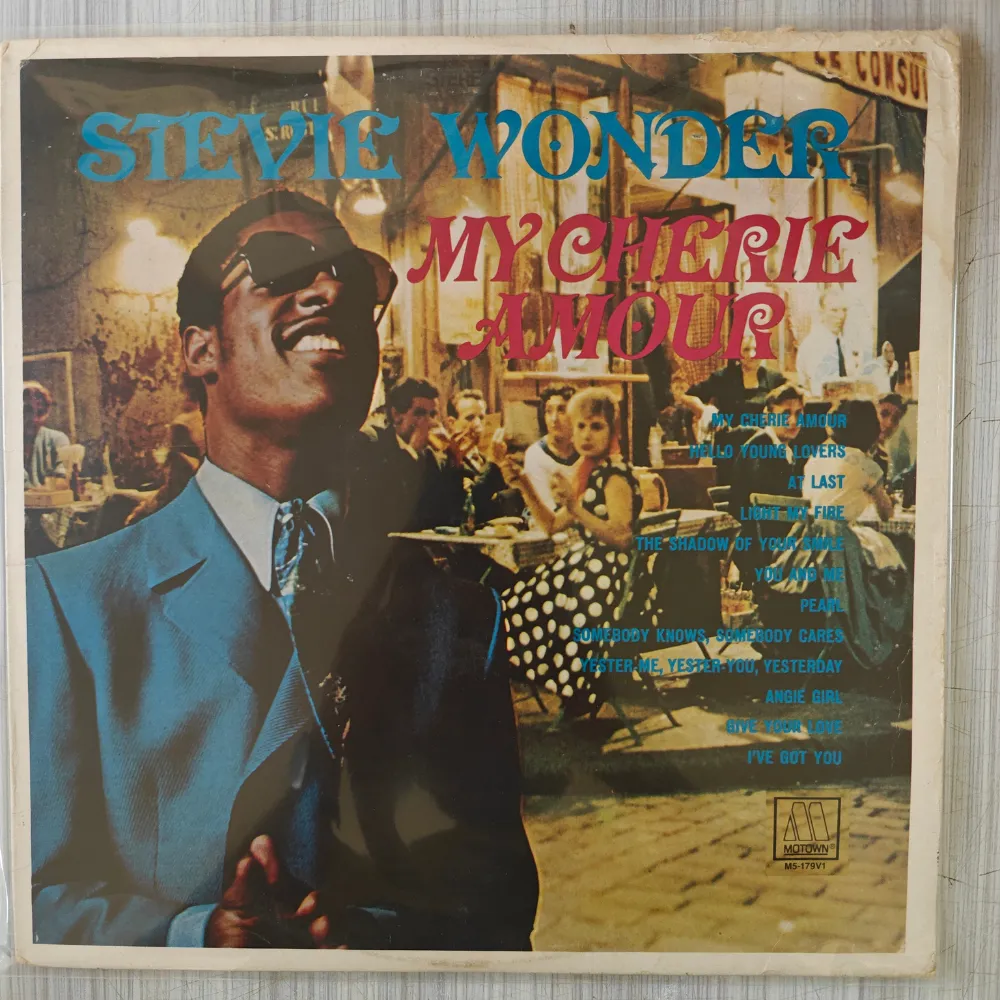 LE CONSU
STEVIE WONDER
MY CHERIE
AMOUR
MY CHERIE AMOUR
HELLO YOUNG LOVERS
AT LAST
LIGHT MY FIRE
THE SHADOW OF YOUR SMILE
YOU AND ME
PEARL
SOMEBODY KNOWS, SOMEBODY CARES
YESTER-ME, YESTER-YOU, YESTERDAY
ANGIE GIRL
GIVE YOUR LOVE
I'VE GOT YOU
MOTOWN®
M5-179V1